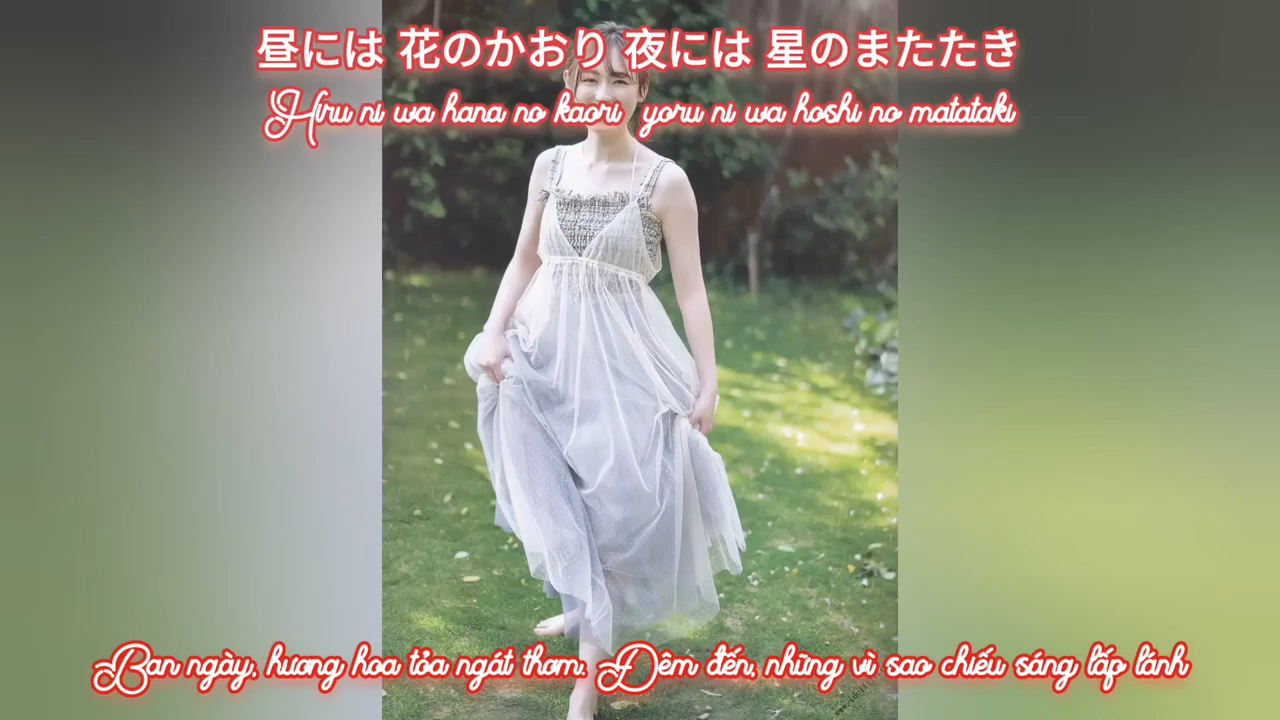 昼には 花のかおり 夜には 星のまたたき
Hiru ni wa hana no kaori yoru ni wa hoshi no matataki
Ban ngày, hương hoa tỏa ngát thơm. Đêm đến, những vì sao chiếu sáng lấp lánh